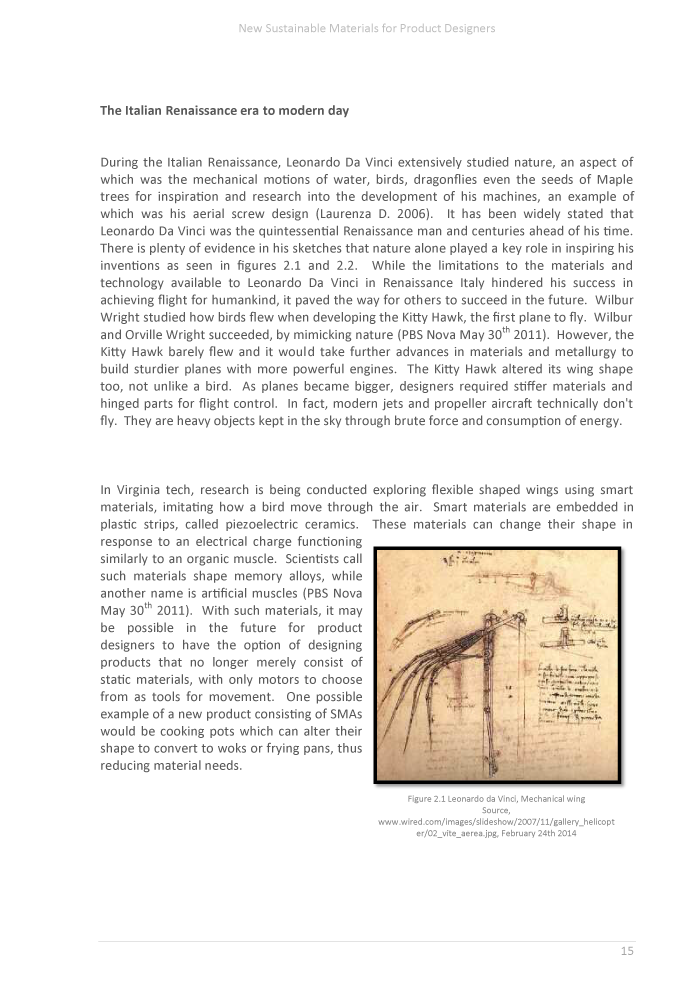 New Sustainable Materials for Product Designers
The Italian Renaissance era to modern day
During the Italian Renaissance, Leonardo Da Vinci extensively studied nature, an aspect of
which was the mechanical motions of water, birds, dragonflies even the seeds of Maple
trees for inspiration and research into the development of his machines, an example of
which was his aerial screw design (Laurenza D. 2006).  It has been widely stated that
Leonardo Da Vinci was the quintessential Renaissance man and centuries ahead of his time.
There is plenty of evidence in his sketches that nature alone played a key role in inspiring his
inventions as seen in figures 2.1 and 2.2.  While the limitations to the materials and
technology available to Leonardo Da Vinci in Renaissance Italy hindered his success in
achieving flight for humankind, it paved the way for others to succeed in the future.  Wilbur
Wright studied how birds flew when developing the Kitty Hawk, the first plane to fly.  Wilbur
and Orville Wright succeeded, by mimicking nature (PBS Nova May 30th 2011).  However, the
Kitty Hawk barely flew and it would take further advances in materials and metallurgy to
build sturdier planes with more powerful engines.  The Kitty Hawk altered its wing shape
too, not unlike a bird.  As planes became bigger, designers required stiffer materials and
hinged parts for flight control.  In fact, modern jets and propeller aircraft technically don't
fly.  They are heavy objects kept in the sky through brute force and consumption of energy.
In Virginia tech, research is being conducted exploring flexible shaped wings using smart
materials, imitating how a bird move through the air.  Smart materials are embedded in
plastic strips, called piezoelectric ceramics.  These materials can change their shape in
response to an electrical charge functioning
similarly to an organic muscle.  Scientists call
such materials shape memory alloys, while
another name is artificial muscles (PBS Nova
May 30th 2011).  With such materials, it may
be possible in the future for product
designers to have the option of designing
products that no longer merely consist of
static materials, with only motors to choose
from as tools for movement.  One possible
example of a new product consisting of SMAs
would be cooking pots which can alter their
shape to convert to woks or frying pans, thus
reducing material needs.
Figure 2.1 Leonardo da Vinci, Mechanical wing
Source,
www.wired.com/images/slideshow/2007/11/gallery_helicopt
er/02_vite_aerea.jpg, February 24th 2014
15